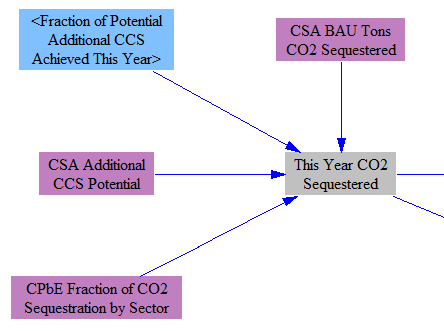 <Fraction of Potential
Additional CCS
Achieved This Year>
CSA BAU Tons
CO2 Sequestered
CSA Additional
CCS Potential
This Year CO2
Sequestered
CPbE Fraction of CO2
Sequestration by Sector